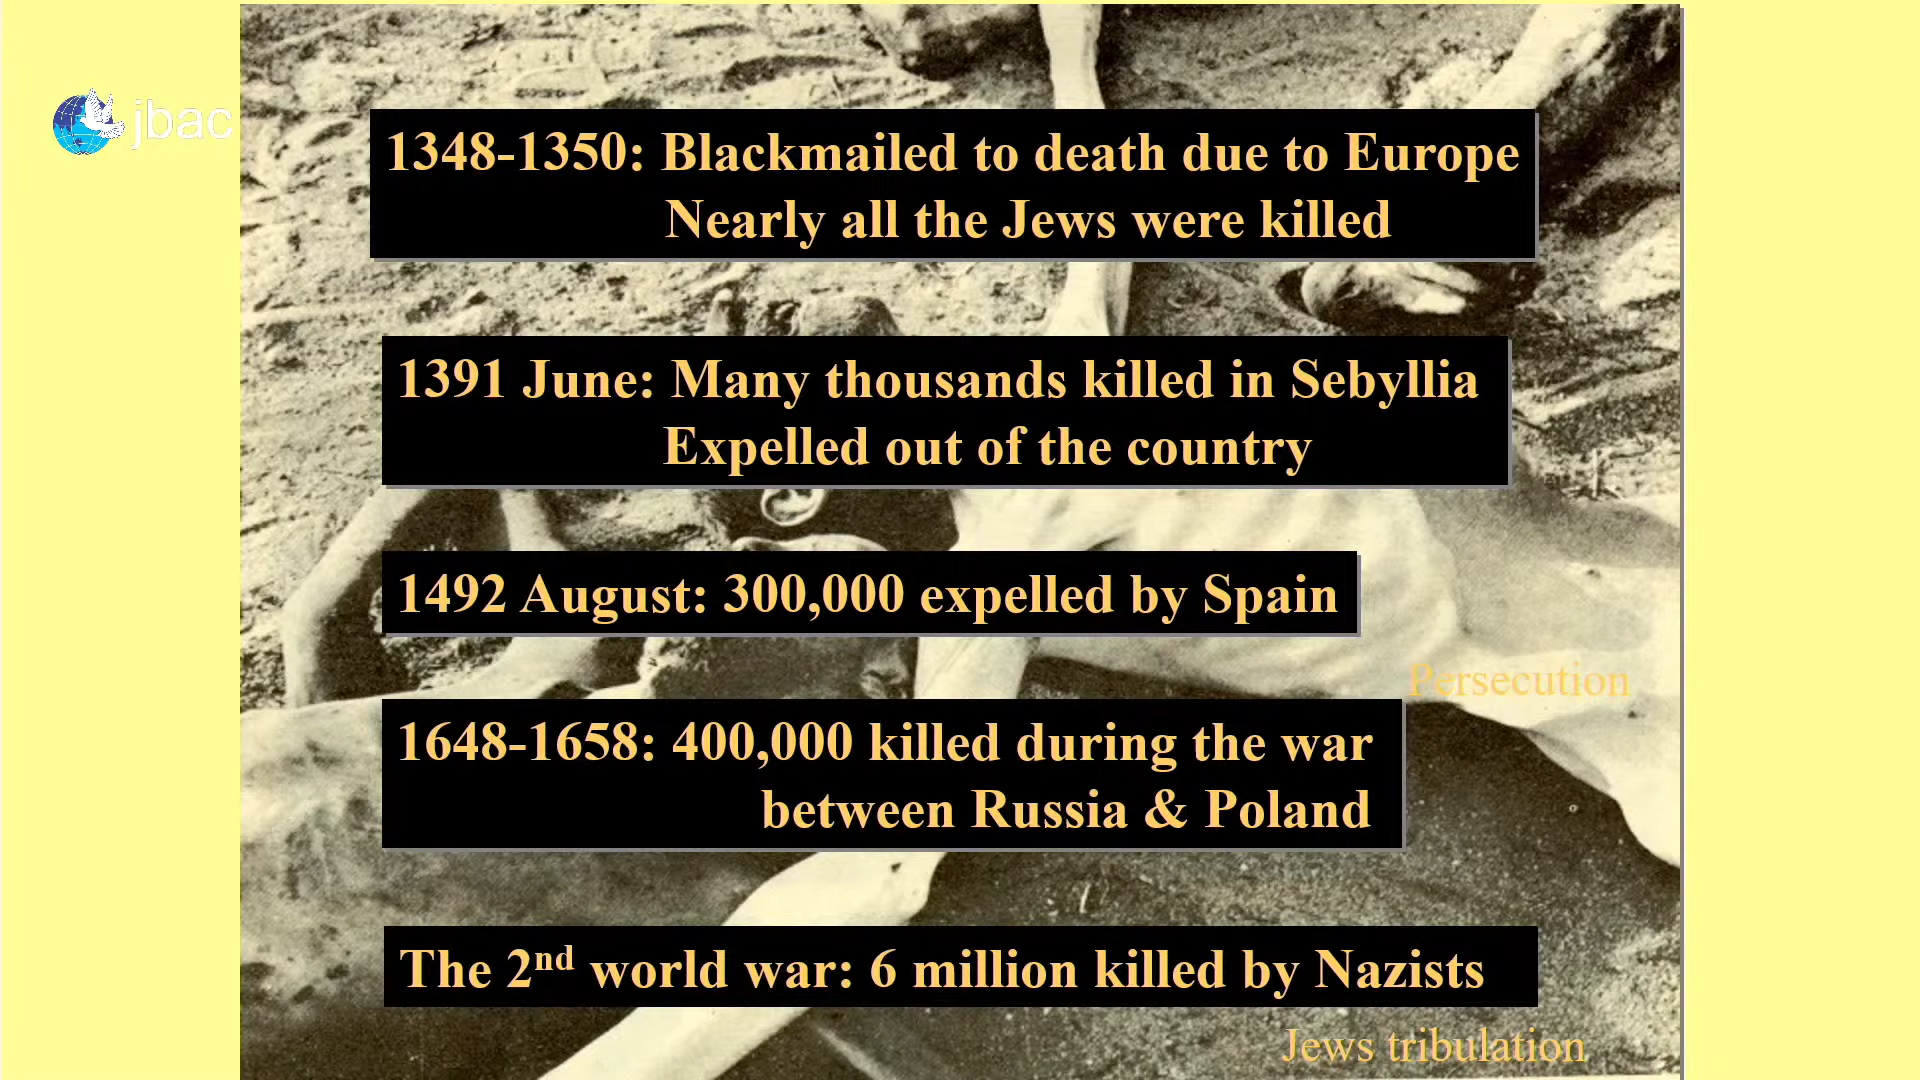 jbac
1348-1350: Blackmailed to death due to Europe
Nearly all the Jews were killed
1391 June: Many thousands killed in Sebyllia
Expelled out of the country
1492 August: 300,000 expelled by Spain
Persecution
1648-1658: 400,000 killed during the war
between Russia & Poland
The 2nd world war: 6 million killed by Nazists
Jews tribulation